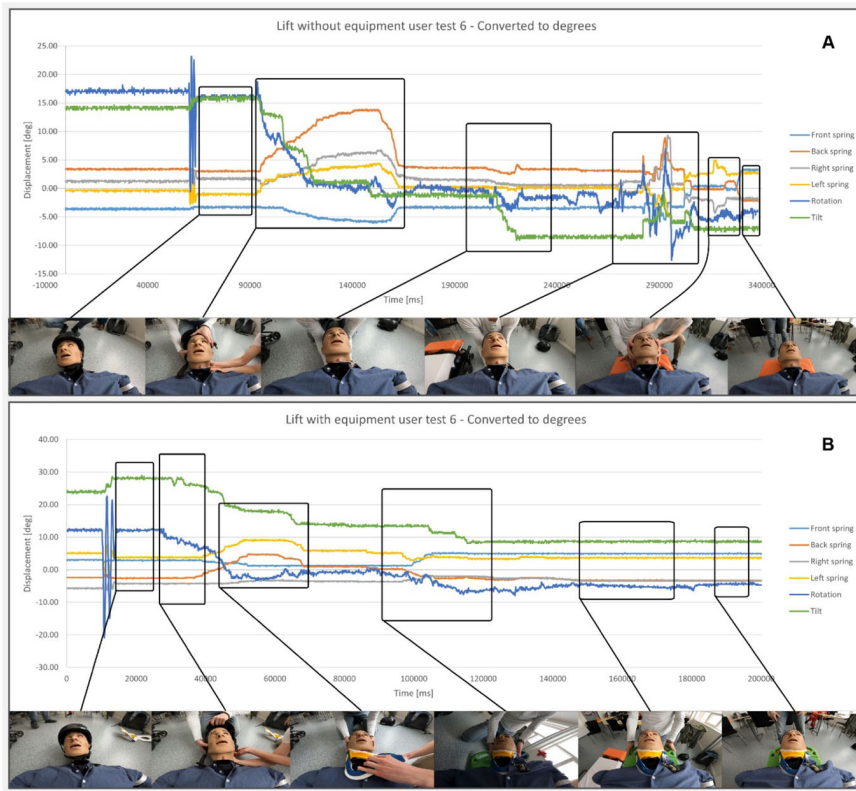 Lift without equipment user test 6 - Converted to degrees
A
25.00
20.00
15.00
10.00
5.00
0.00
-5.00
-10.00
-15.00
Displacement [deg]
-10000 40000 90000 140000 190000 240000 290000 340000
Time [ms]
Front spring
Back spring
Right spring
Left spring
Rotation
Tilt
Lift with equipment user test 6 - Converted to degrees
B
40.00
30.00
20.00
10.00
0.00
-10.00
-20.00
-30.00
Displacement [deg]
0 20000 40000 60000 80000 100000 120000 140000 160000 180000 200000
Time [ms]
Front spring
Back spring
Right spring
Left spring
Rotation
Tilt